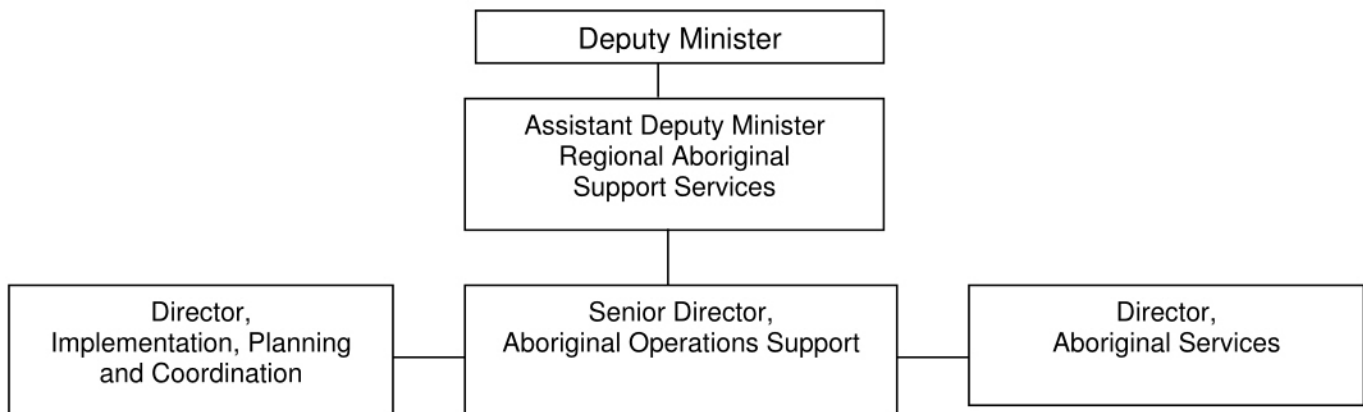 Deputy Minister
Assistant Deputy Minister
Regional Aboriginal
Support Services
Director,
Implementation, Planning
and Coordination
Senior Director,
Aboriginal Operations Support
Director,
Aboriginal Services